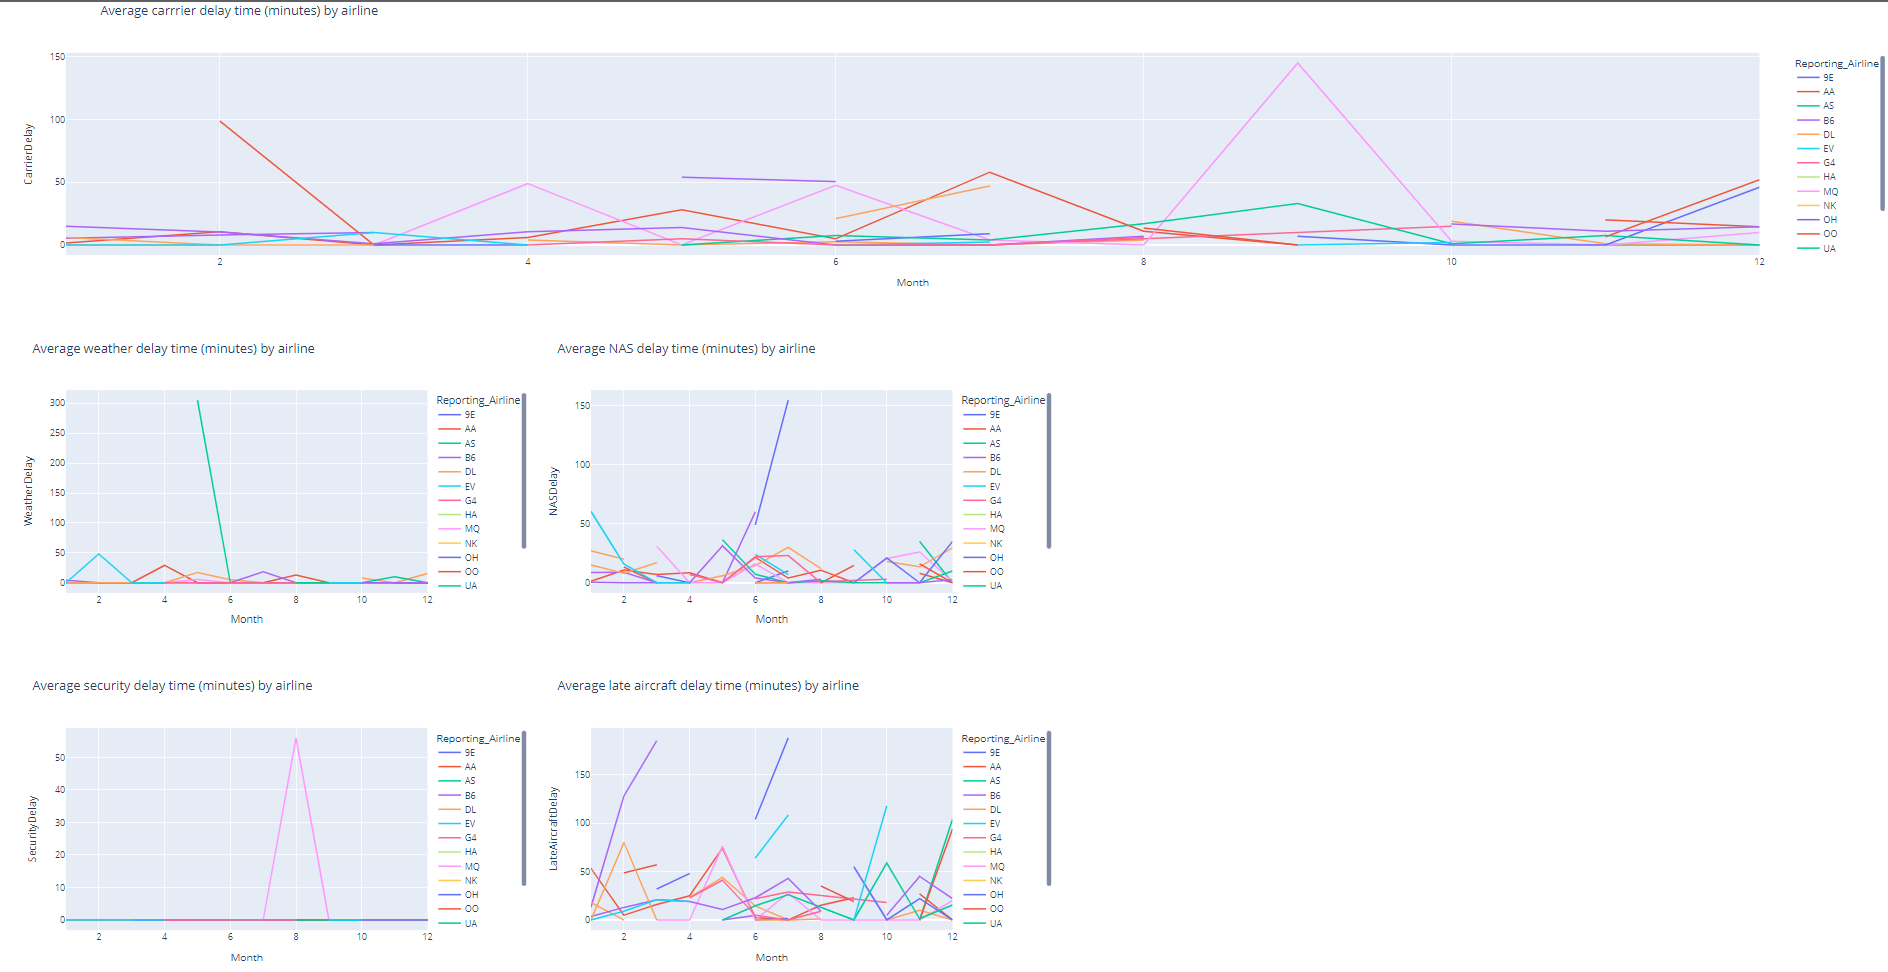 Average carrrier delay time (minutes) by airline
150
100
50
0
CarrierDelay
2
4
6
8
10
12
Month
Reporting_Airline
9E
AA
AS
B6
DL
EV
G4
HA
MQ
NK
OH
OO
UA
Average weather delay time (minutes) by airline
300
250
200
150
100
50
0
WeatherDelay
2
4
6
8
10
12
Month
Reporting_Airline
9E
AA
AS
B6
DL
EV
G4
HA
MQ
NK
OH
OO
UA
Average NAS delay time (minutes) by airline
150
100
50
0
NASDelay
2
4
6
8
10
12
Month
Reporting_Airline
9E
AA
AS
B6
DL
EV
G4
HA
MQ
NK
OH
OO
UA
Average security delay time (minutes) by airline
50
40
30
20
10
0
SecurityDelay
2
4
6
8
10
12
Month
Reporting_Airline
9E
AA
AS
B6
DL
EV
G4
HA
MQ
NK
OH
OO
UA
Average late aircraft delay time (minutes) by airline
150
100
50
0
LateAircraftDelay
2
4
6
8
10
12
Month
Reporting_Airline
9E
AA
AS
B6
DL
EV
G4
HA
MQ
NK
OH
OO
UA